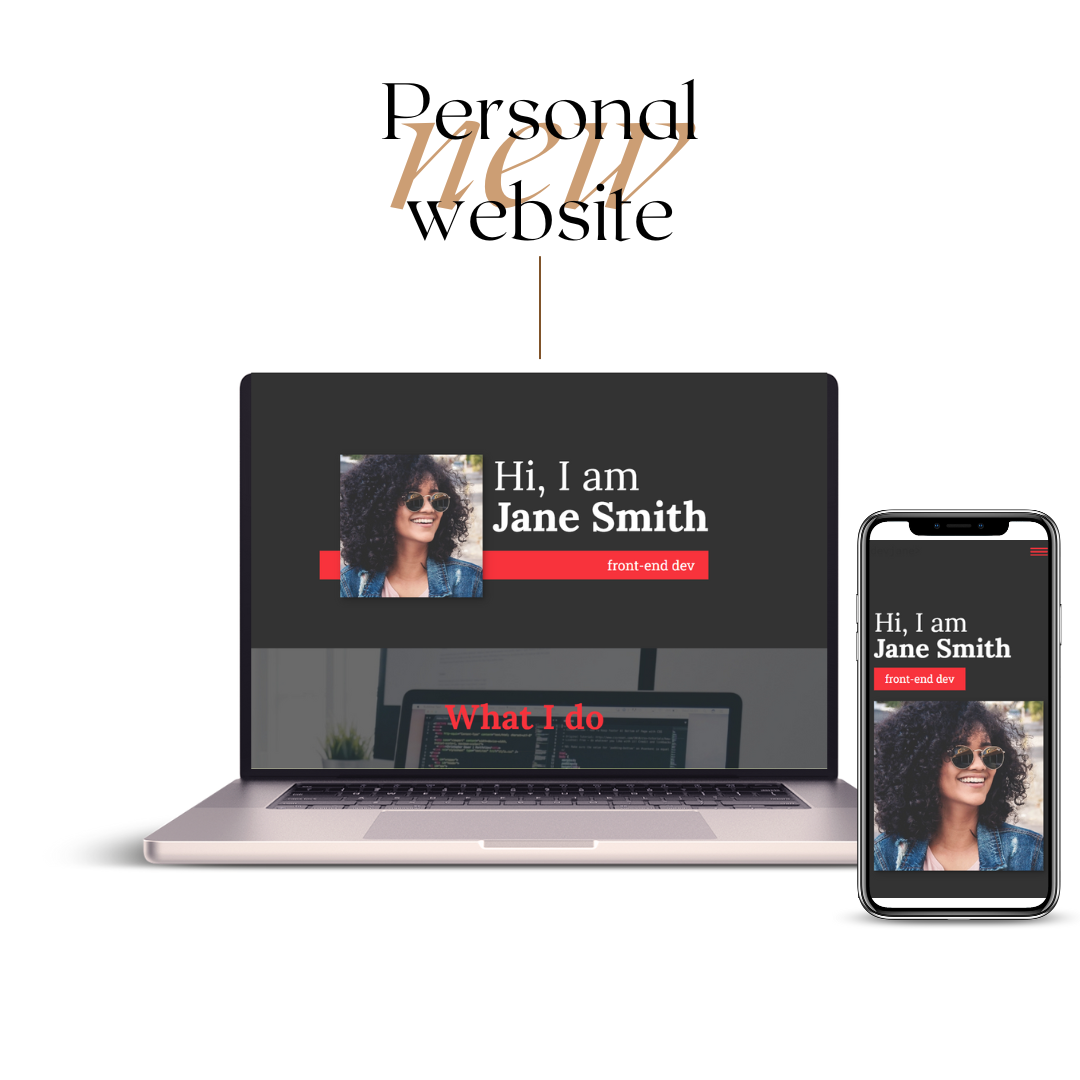 Personal
new
website
Hi, I am
Jane Smith
front-end dev
What I do
Hi, I am
Jane Smith
front-end dev